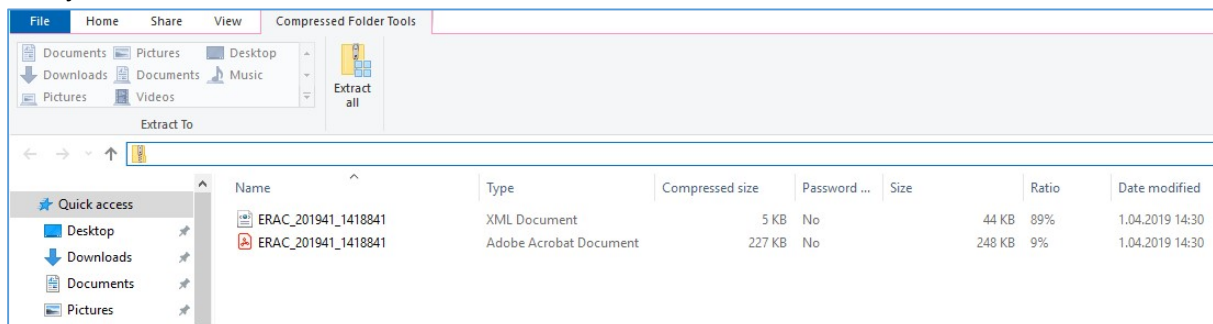 File Home Share View Compressed Folder Tools
Documents Pictures Desktop
Downloads Documents Music
Pictures Videos
Extract all
Extract To
Name Type Compressed size Password ... Size Ratio Date modified
Quick access
ERAC_201941_1418841 XML Document 5 KB No 44 KB 89% 1.04.2019 14:30
Desktop
ERAC_201941_1418841 Adobe Acrobat Document 227 KB No 248 KB 9% 1.04.2019 14:30
Downloads
Documents
Pictures